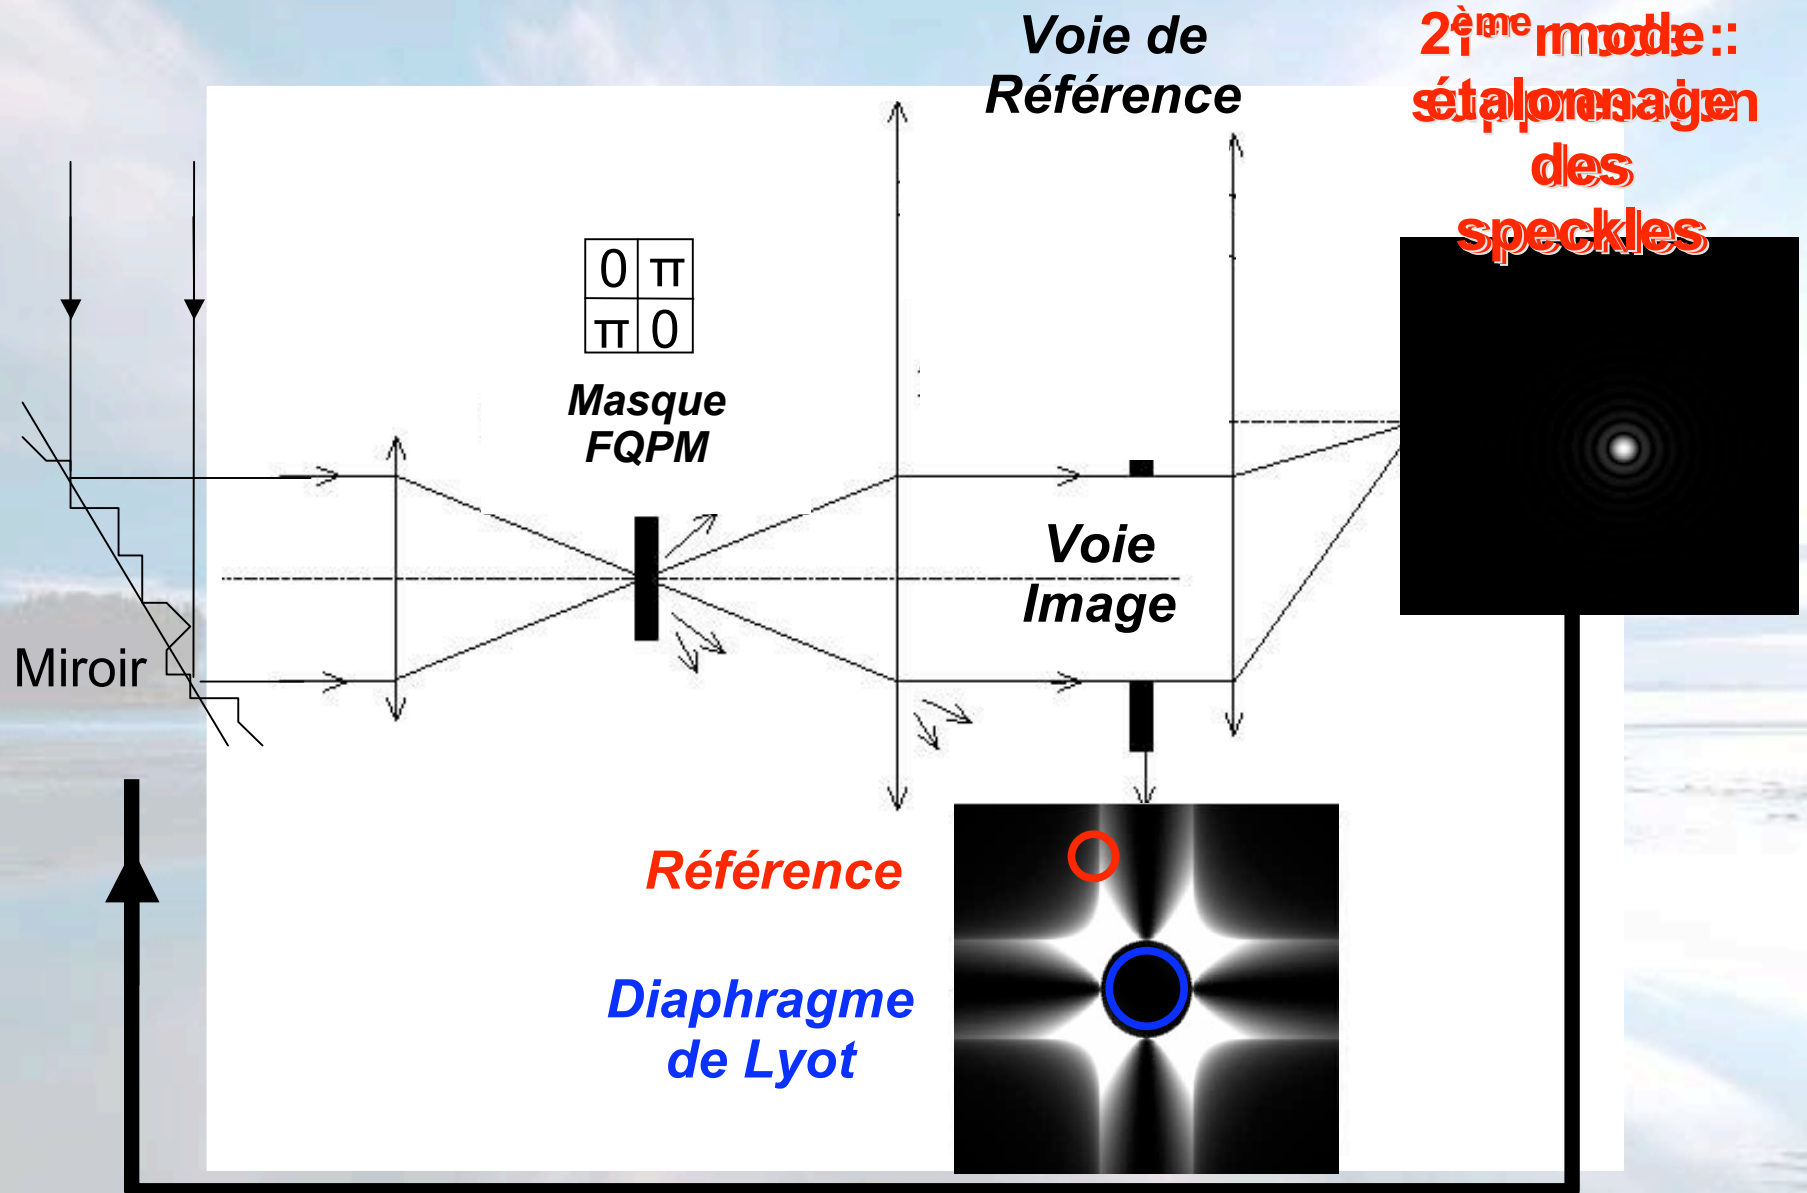 Voie de
Référence
2ème mode :
étalonnage
des
speckles
0 π
π 0
Masque
FQPM
Voie
Image
Miroir
Référence
Diaphragme
de Lyot